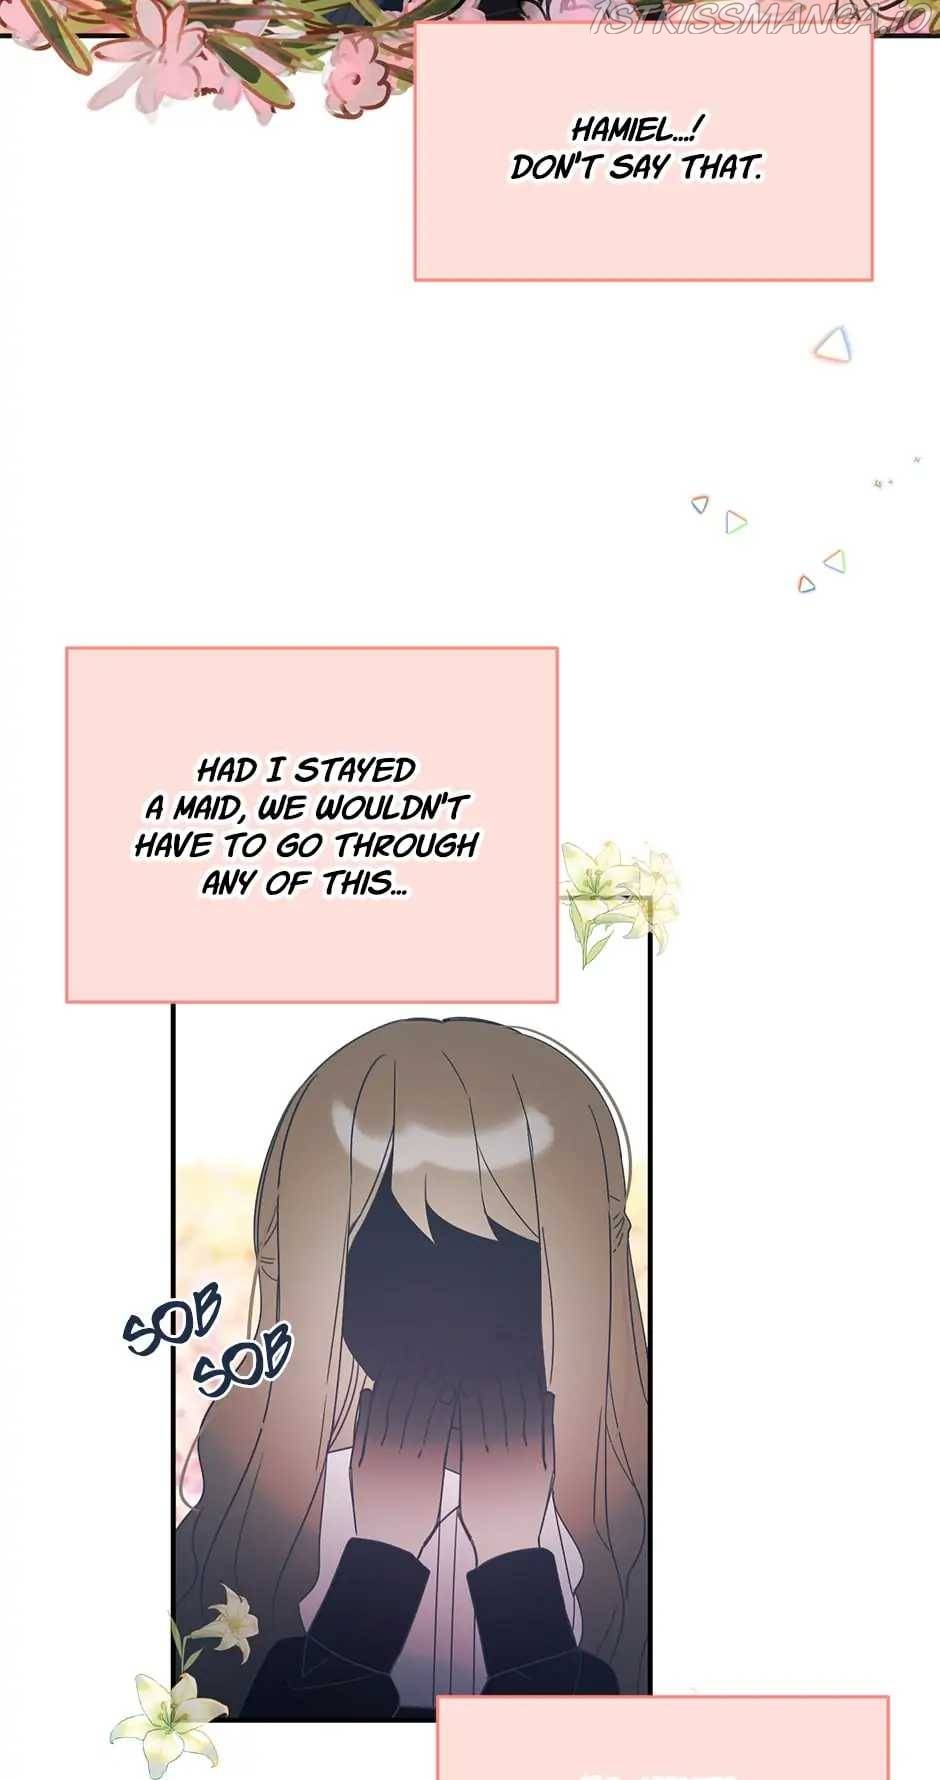 1STKISSMANGA.io
HAMIEL...!
DON'T SAY THAT.
HAD I STAYED
A MAID, WE WOULDN'T
HAVE TO GO THROUGH
ANY OF THIS...
SOB
SOB